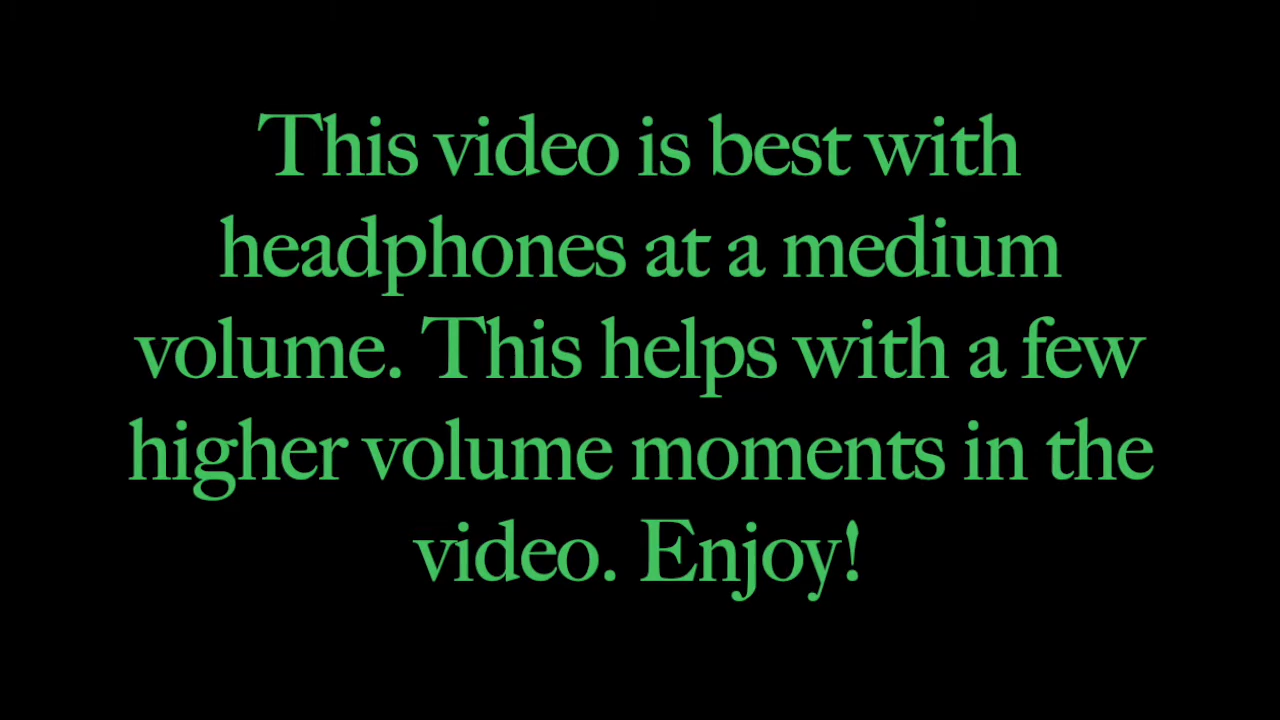 This video is best with
headphones at a medium
volume. This helps with a few
higher volume moments in the
video. Enjoy!